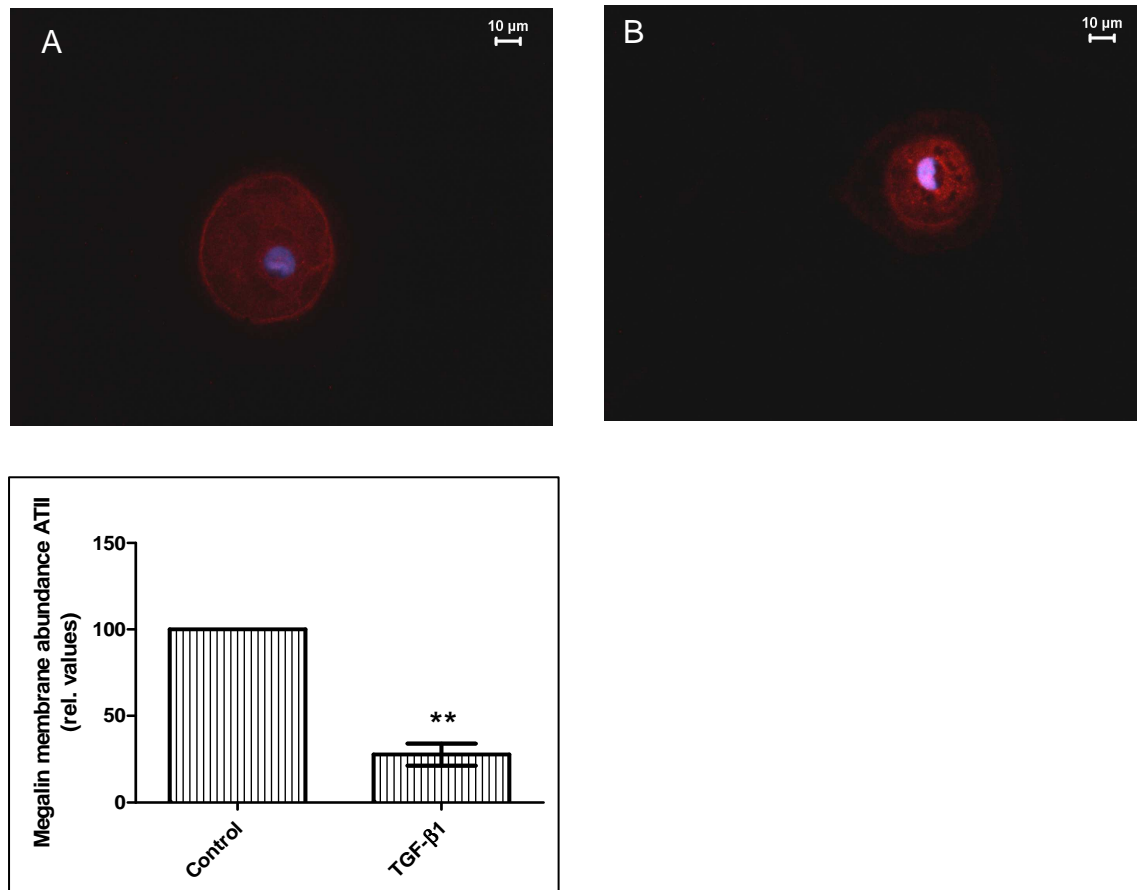 A
10 µm
B
10 µm
Megalin membrane abundance ATII
(rel. values)
150
100
50
0
**
Control
TGF-β1